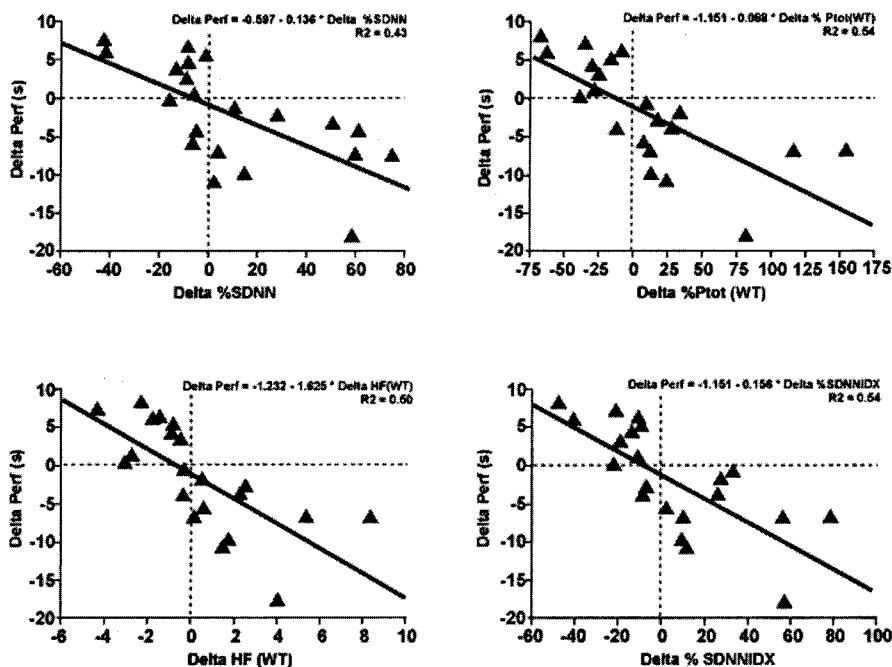 Delta Perf = -0.597 - 0.136 * Delta %SDNN
R2 = 0.43
10
5
0
-5
-10
-15
-20
Delta Perf (s)
-60 -40 -20 0 20 40 60 80
Delta %SDNN
Delta Perf = -1.151 - 0.088 * Delta % Ptot(WT)
R2 = 0.54
10
5
0
-5
-10
-15
-20
Delta Perf (s)
-75 -50 -25 0 25 50 75 100 125 150 175
Delta %Ptot (WT)
Delta Perf = -1.232 - 1.625 * Delta HF(WT)
R2 = 0.50
10
5
0
-5
-10
-15
-20
Delta Perf (s)
-6 -4 -2 0 2 4 6 8 10
Delta HF (WT)
Delta Perf = -1.151 - 0.156 * Delta %SDNNIDX
R2 = 0.54
10
5
0
-5
-10
-15
-20
Delta Perf (s)
-60 -40 -20 0 20 40 60 80 100
Delta % SDNNIDX